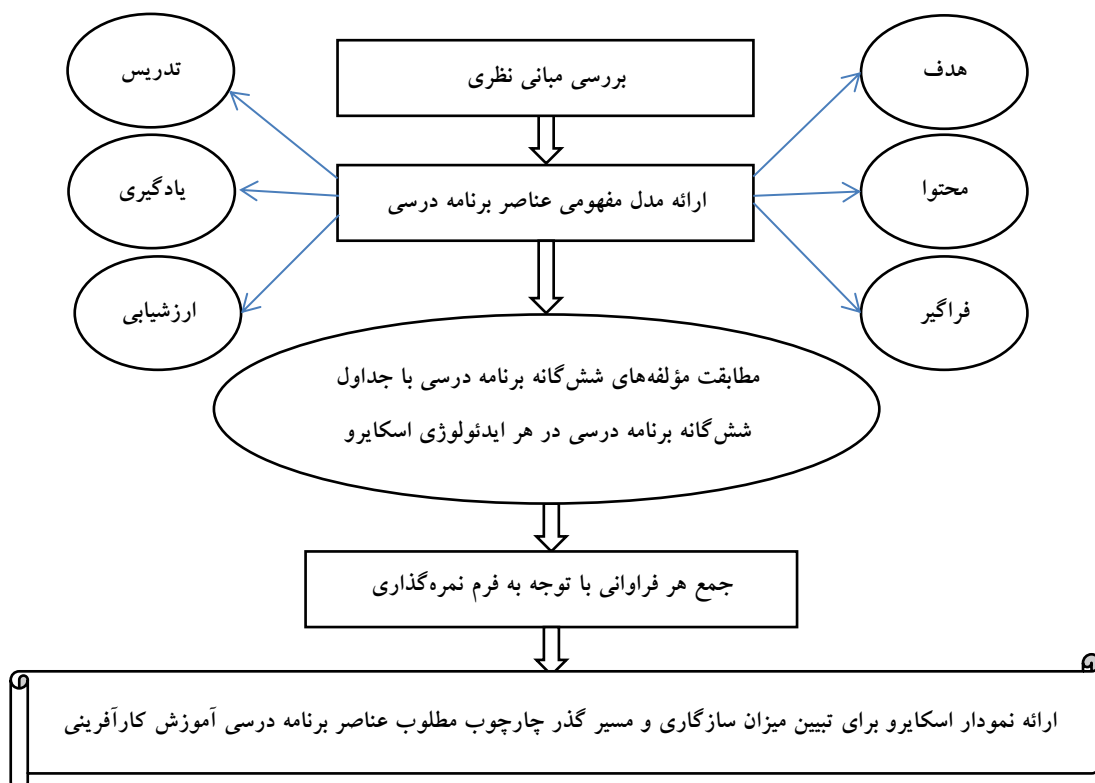 بررسی مبانی نظری
هدف
تدریس
ارائه مدل مفهومی عناصر برنامه درسی
محتوا
یادگیری
فراگیر
ارزشیابی
مطابقت مؤلفه‌های شش‌گانه برنامه درسی با جداول
شش‌گانه برنامه درسی در هر ایدئولوژی اسکایرو
جمع هر فراوانی با توجه به فرم نمره‌گذاری
ارائه نمودار اسکایرو برای تبیین میزان سازگاری و مسیر گذر چارچوب مطلوب عناصر برنامه درسی آموزش کارآفرینی